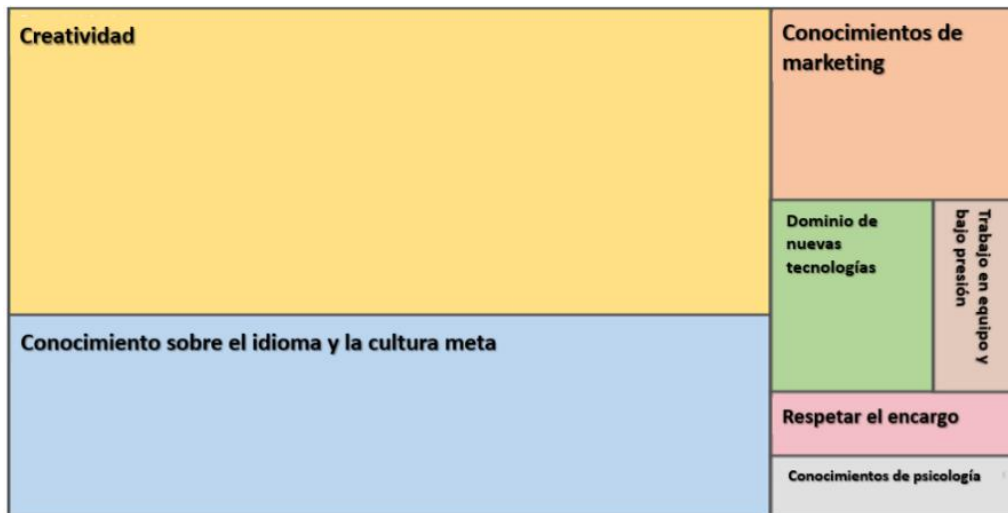 Creatividad
Conocimientos de
marketing
Dominio de
nuevas
tecnologías
Trabajo en equipo y
bajo presión
Conocimiento sobre el idioma y la cultura meta
Respetar el encargo
Conocimientos de psicología